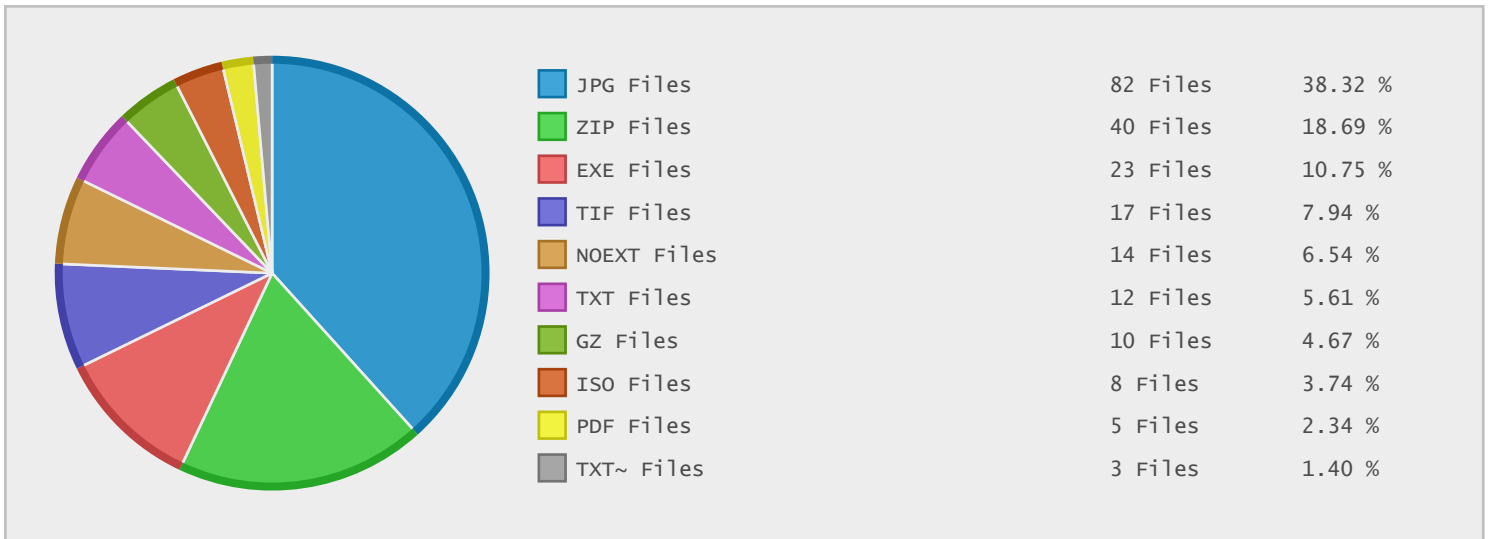 JPG Files 82 Files 38.32 %
ZIP Files 40 Files 18.69 %
EXE Files 23 Files 10.75 %
TIF Files 17 Files 7.94 %
NOEXT Files 14 Files 6.54 %
TXT Files 12 Files 5.61 %
GZ Files 10 Files 4.67 %
ISO Files 8 Files 3.74 %
PDF Files 5 Files 2.34 %
TXT~ Files 3 Files 1.40 %